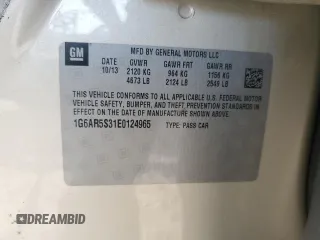 GM
MFD BY GENERAL MOTORS LLC
10/13 GVWR GAWR FRT GAWR RR
2120 KG 964 KG 1156 KG
4673 LB 2124 LB 2549 LB
THIS VEHICLE CONFORMS TO ALL APPLICABLE U.S. FEDERAL MOTOR
VEHICLE SAFETY, BUMPER, AND THEFT PREVENTION STANDARDS IN
EFFECT ON THE DATE OF MANUFACTURE SHOWN ABOVE.
1G6AR5S31E0124965 TYPE: PASS CAR
DREAMBID